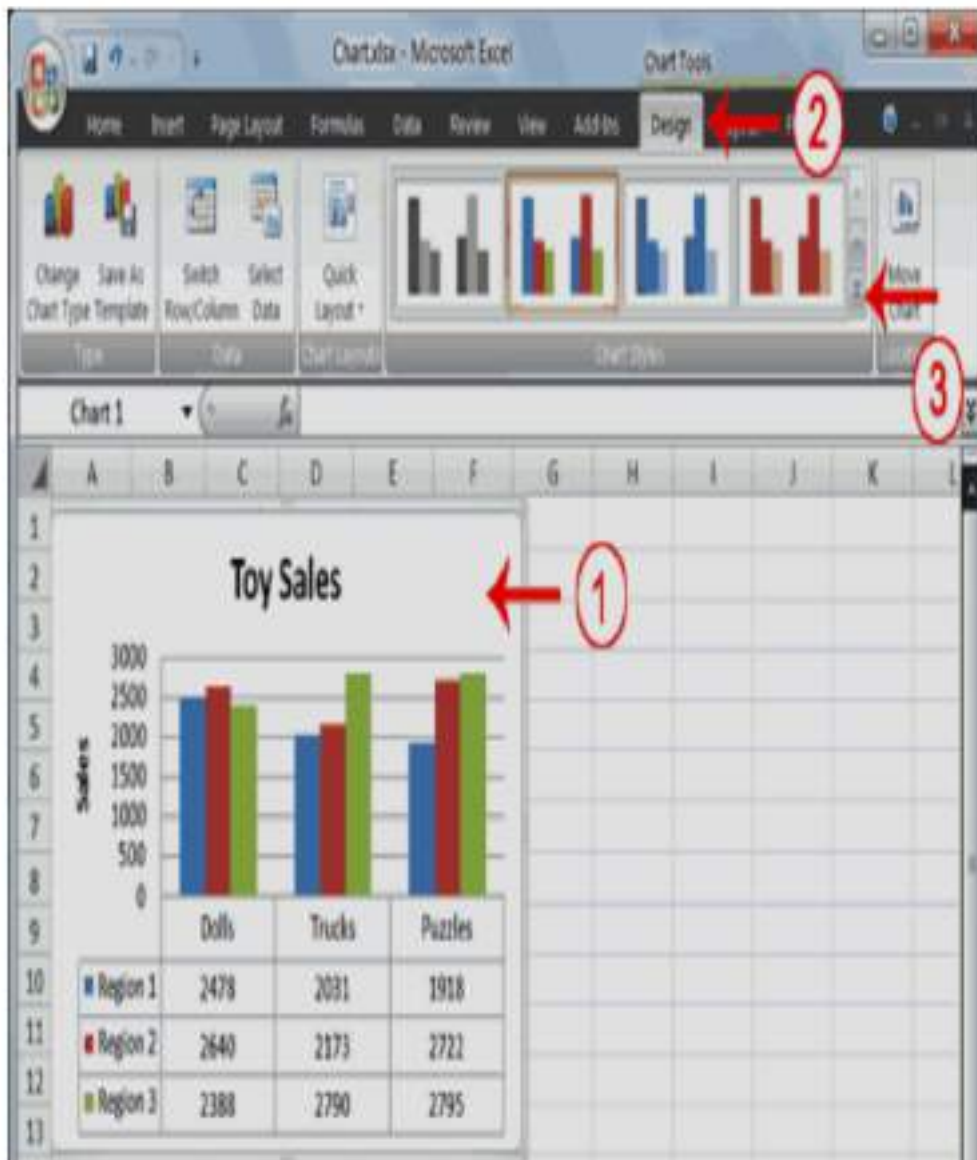 Chart.xlsx - Microsoft Excel
Chart Tools
Home Insert Page Layout Formulas Data Review View Add-Ins Design
2
Change Chart Type
Save As Template
Switch Row/Column
Select Data
Quick Layout
Move Chart
Type
Data
Chart Layouts
Chart Styles
3
Chart 1
fx
A B C D E F G H I J K L
1
2
3
4
5
6
7
8
9
10
11
12
13
Toy Sales
1
Sales
3000
2500
2000
1500
1000
500
0
Dolls Trucks Puzzles
Region 1 2478 2031 1918
Region 2 2640 2173 2722
Region 3 2388 2790 2795